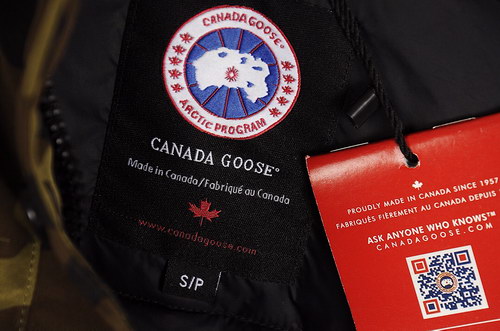 CANADA GOOSE®
ARCTIC PROGRAM
CANADA GOOSE®
Made in Canada/Fabriqué au Canada
www.canadagoose.com
S/P
PROUDLY MADE IN CANADA SINCE 1957
FABRIQUÉS FIÈREMENT AU CANADA DEPUIS
ASK ANYONE WHO KNOWS™
CANADAGOOSE.COM